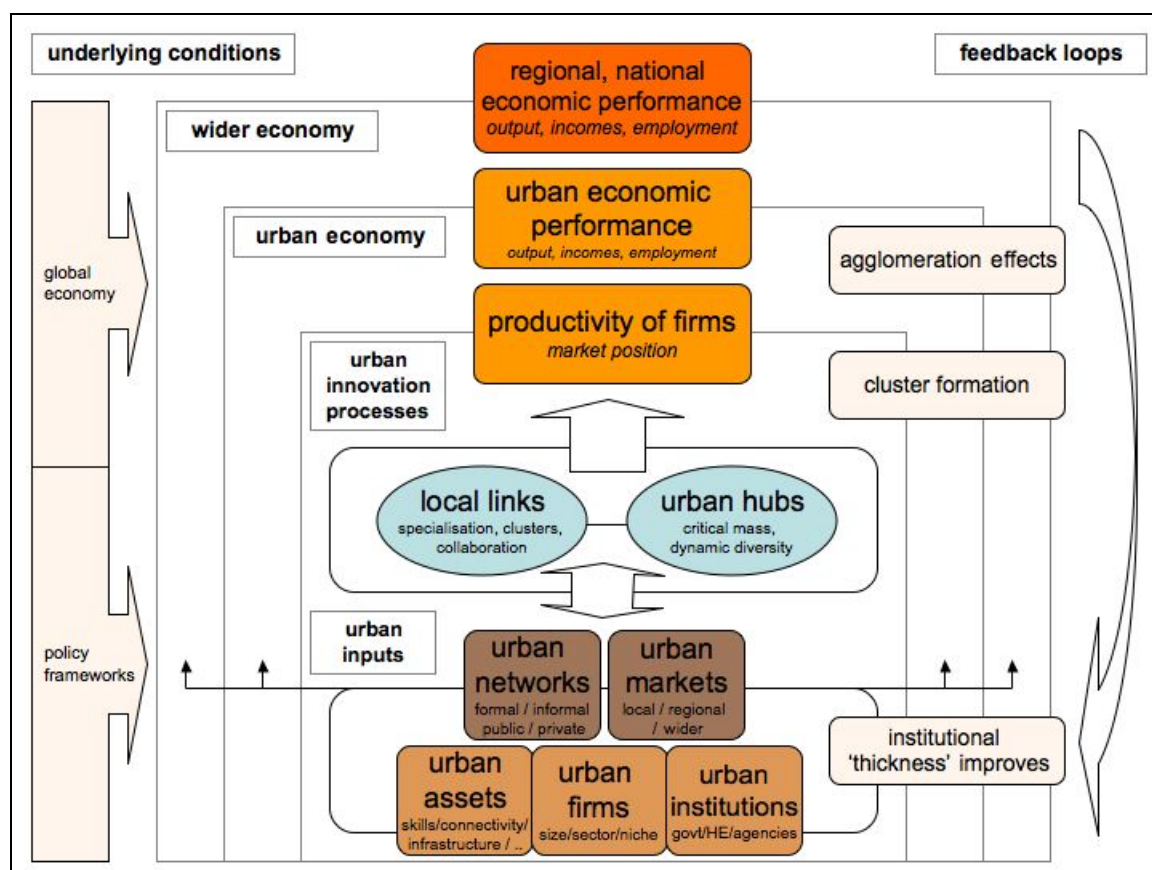 underlying conditions
feedback loops
regional, national
economic performance
output, incomes, employment
wider economy
urban economic
performance
output, incomes, employment
urban economy
agglomeration effects
global
economy
productivity of firms
market position
urban
innovation
processes
cluster formation
local links
specialisation, clusters,
collaboration
urban hubs
critical mass,
dynamic diversity
urban
inputs
policy
frameworks
urban
networks
formal / informal
public / private
urban
markets
local / regional
/ wider
institutional
‘thickness’ improves
urban
assets
skills/connectivity/
infrastructure / ..
urban
firms
size/sector/niche
urban
institutions
govt/HE/agencies